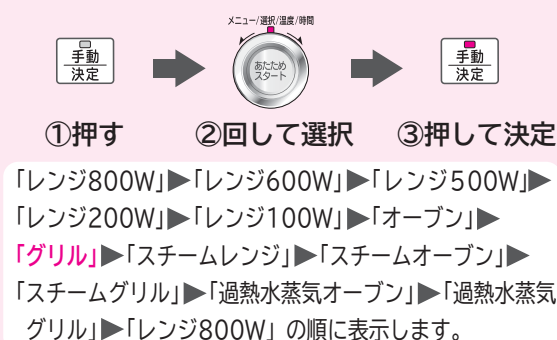 メニュー/選択/温度/時間
手動
決定
あたため
スタート
手動
決定
①押す
②回して選択
③押して決定
「レンジ800W」▶「レンジ600W」▶「レンジ500W」▶
「レンジ200W」▶「レンジ100W」▶「オーブン」▶
「グリル」▶「スチームレンジ」▶「スチームオーブン」▶
「スチームグリル」▶「過熱水蒸気オーブン」▶「過熱水蒸気
グリル」▶「レンジ800W」の順に表示します。